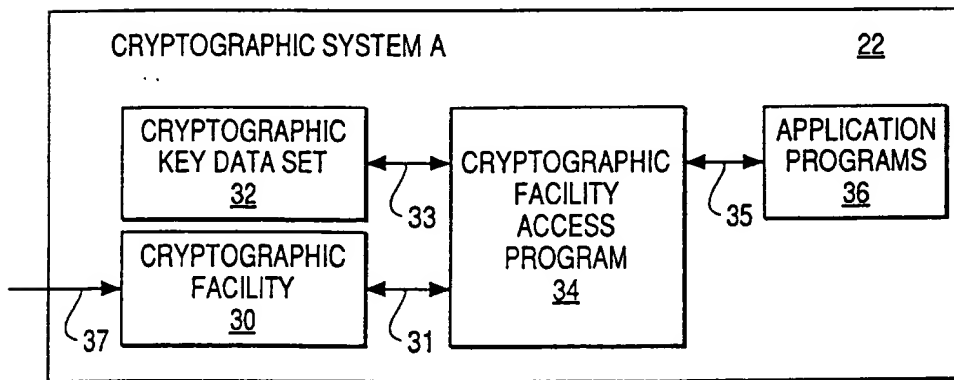 CRYPTOGRAPHIC SYSTEM A
22
CRYPTOGRAPHIC
KEY DATA SET
32
33
CRYPTOGRAPHIC
FACILITY
30
37
31
CRYPTOGRAPHIC
FACILITY
ACCESS
PROGRAM
34
35
APPLICATION
PROGRAMS
36